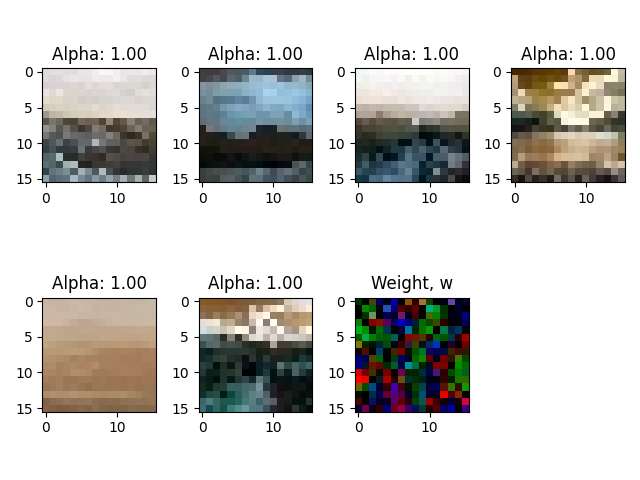 Alpha: 1.00 Alpha: 1.00 Alpha: 1.00 Alpha: 1.00
0 0 0 0
5 5 5 5
10 10 10 10
15 15 15 15
0 10 0 10 0 10 0 10
Alpha: 1.00 Alpha: 1.00 Weight, w
0 0 0
5 5 5
10 10 10
15 15 15
0 10 0 10 0 10